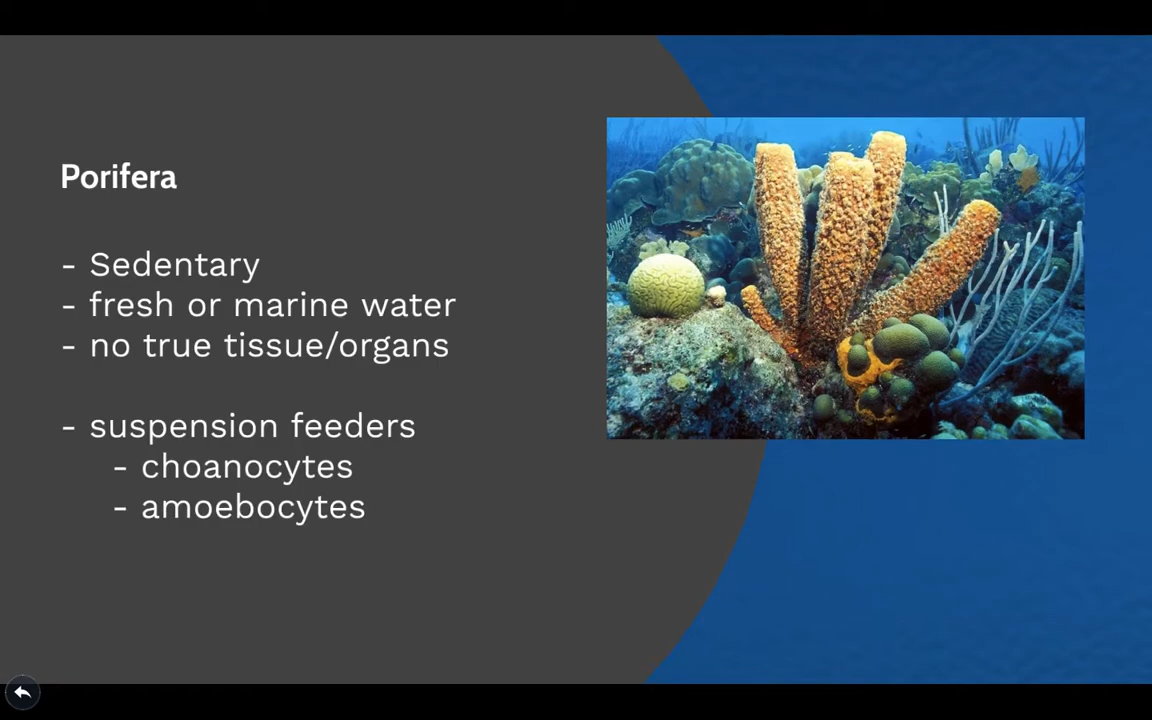 Porifera
- Sedentary
- fresh or marine water
- no true tissue/organs
- suspension feeders
- choanocytes
- amoebocytes